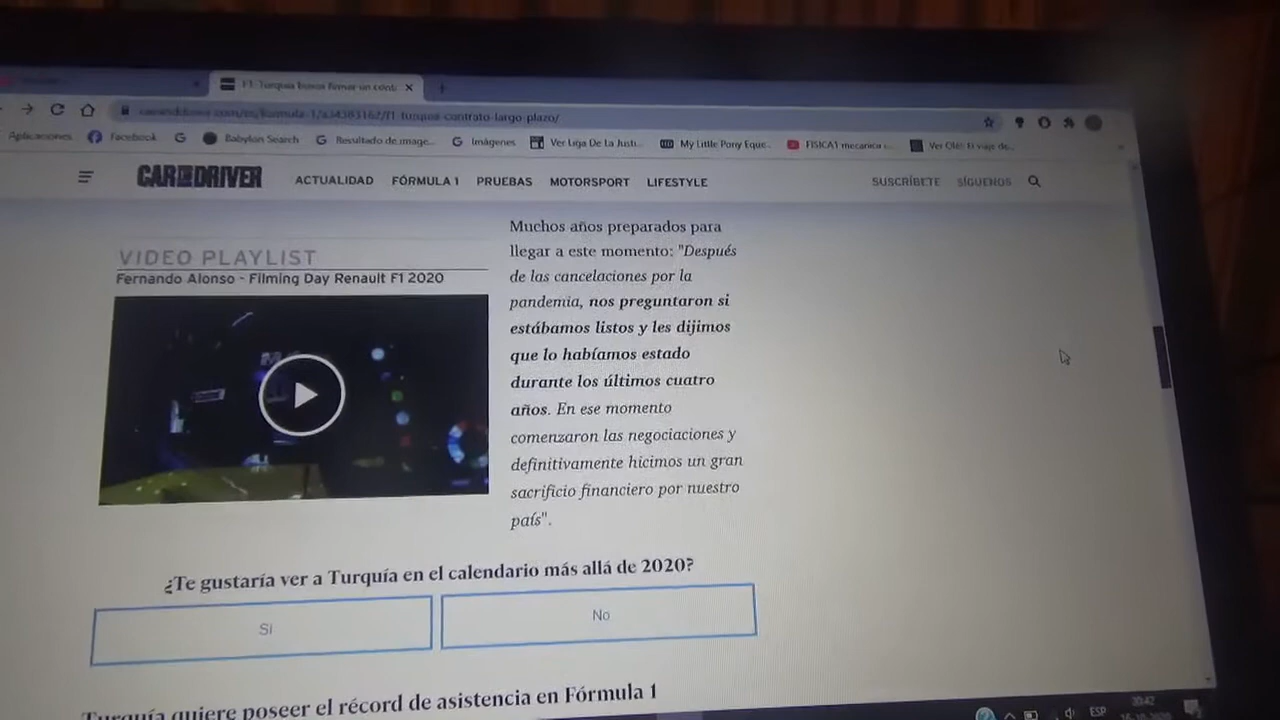 F1: Turquía busca firmar un cont
caranddriver.com/es/formula-1/a34383162/f1-turquia-contrato-largo-plazo/
Aplicaciones Facebook Babylon Search Resultado de image... Imágenes Ver Liga De La Justi... My Little Pony Eque... FISICA1 mecanica Ver Olé: El viaje de...
CAR AND DRIVER ACTUALIDAD FÓRMULA 1 PRUEBAS MOTORSPORT LIFESTYLE SUSCRÍBETE SÍGUENOS
VIDEO PLAYLIST
Fernando Alonso - Filming Day Renault F1 2020
Muchos años preparados para
llegar a este momento: "Después
de las cancelaciones por la
pandemia, nos preguntaron si
estábamos listos y les dijimos
que lo habíamos estado
durante los últimos cuatro
años. En ese momento
comenzaron las negociaciones y
definitivamente hicimos un gran
sacrificio financiero por nuestro
país".
¿Te gustaría ver a Turquía en el calendario más allá de 2020?
Sí
No
Turquía quiere poseer el récord de asistencia en Fórmula 1
ESP
20:42